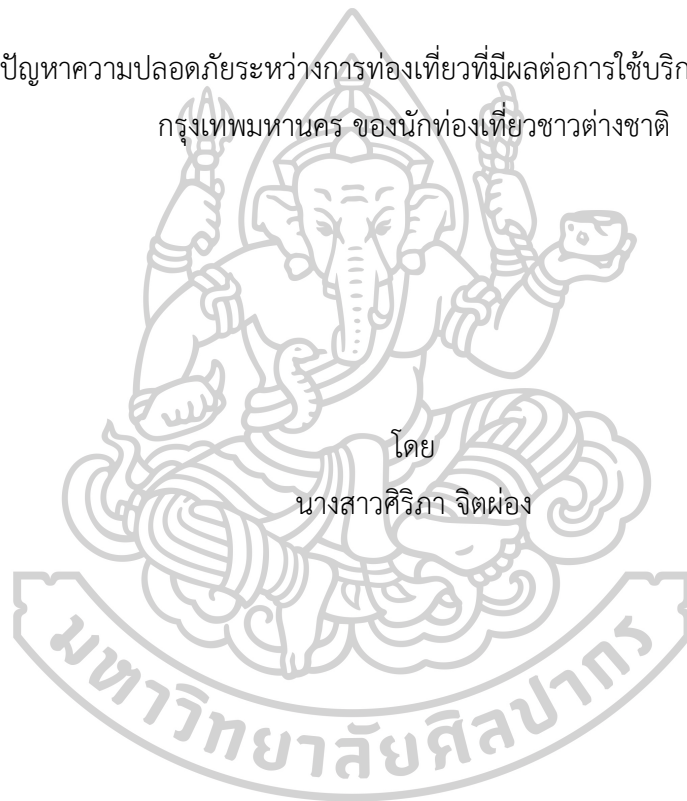 ปัญหาความปลอดภัยระหว่างการท่องเที่ยวที่มีผลต่อการใช้บริก
กรุงเทพมหานคร ของนักท่องเที่ยวชาวต่างชาติ
โดย
นางสาวศิริภา จิตผ่อง
มหาวิทยาลัยศิลปากร